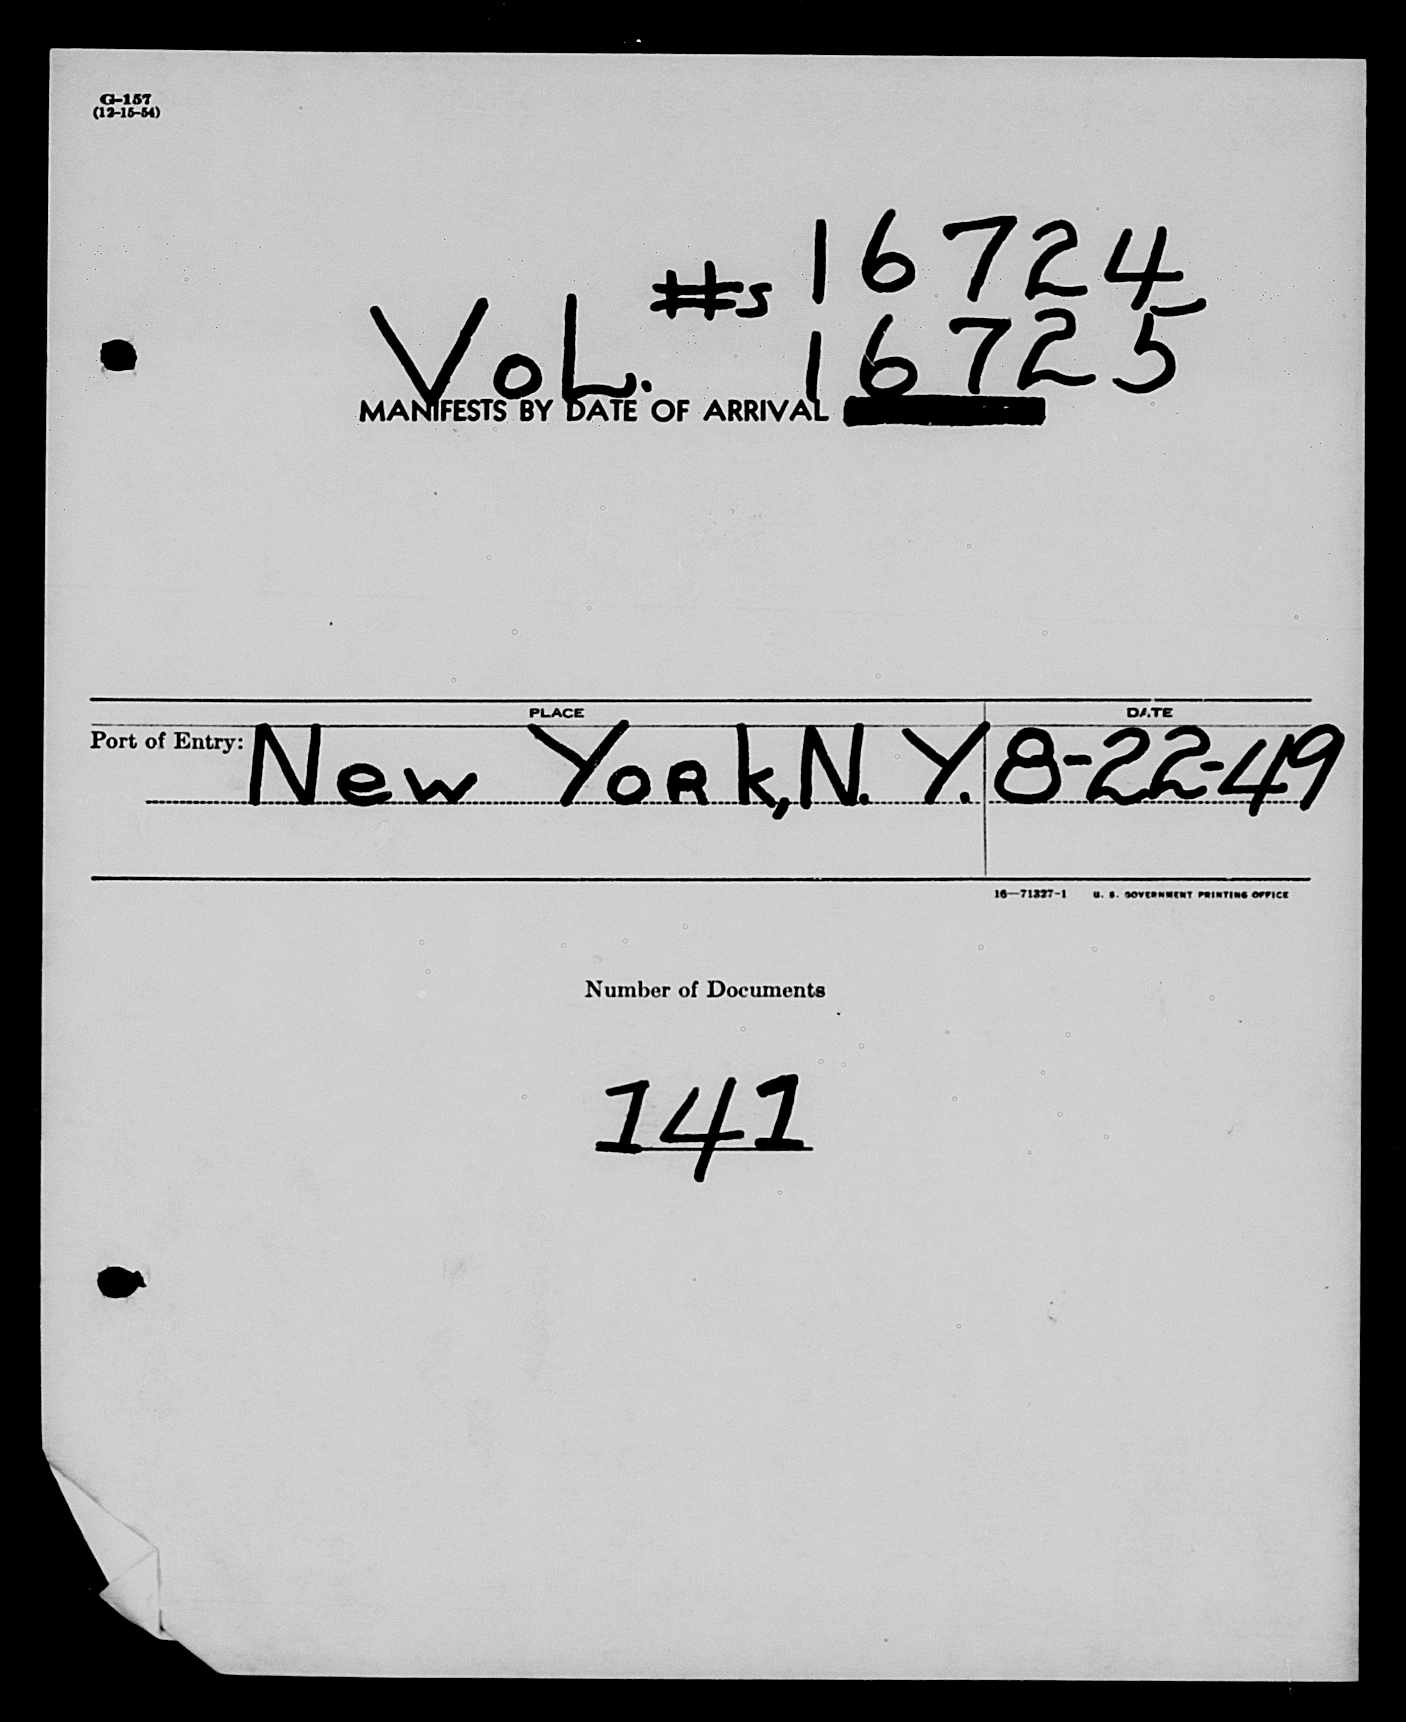 G-157
(12-15-54)
VoL. #s 16724
16725
MANIFESTS BY DATE OF ARRIVAL
PLACE DATE
Port of Entry: New York, N. Y. 8-22-49
16—71327-1 U. S. GOVERNMENT PRINTING OFFICE
Number of Documents
141